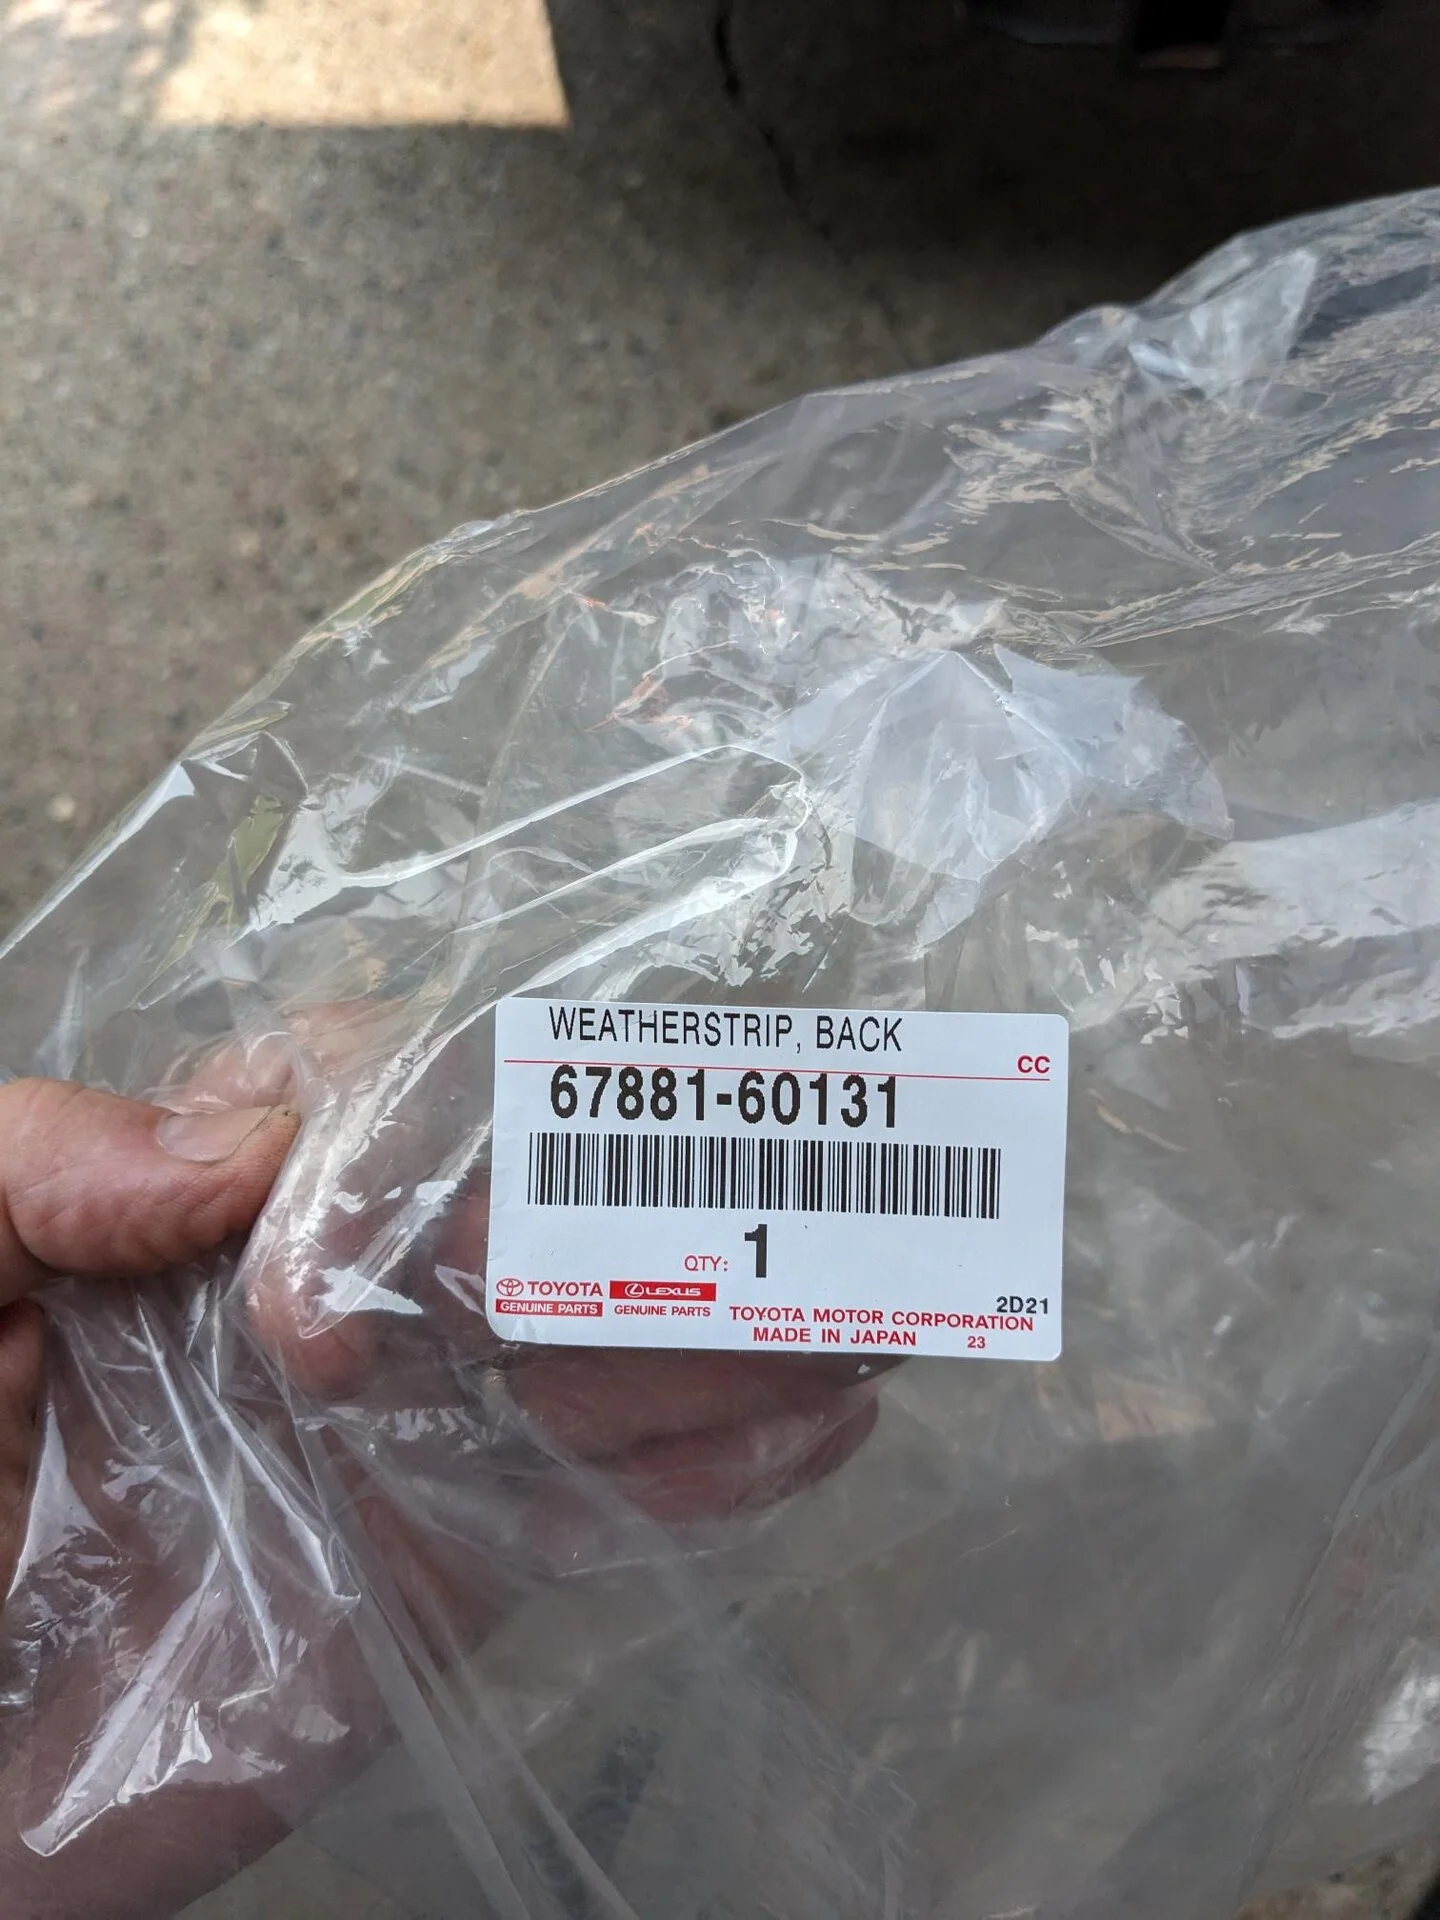 WEATHERSTRIP, BACK
CC
67881-60131
QTY: 1
TOYOTA LEXUS
GENUINE PARTS GENUINE PARTS
2D21
TOYOTA MOTOR CORPORATION
MADE IN JAPAN 23